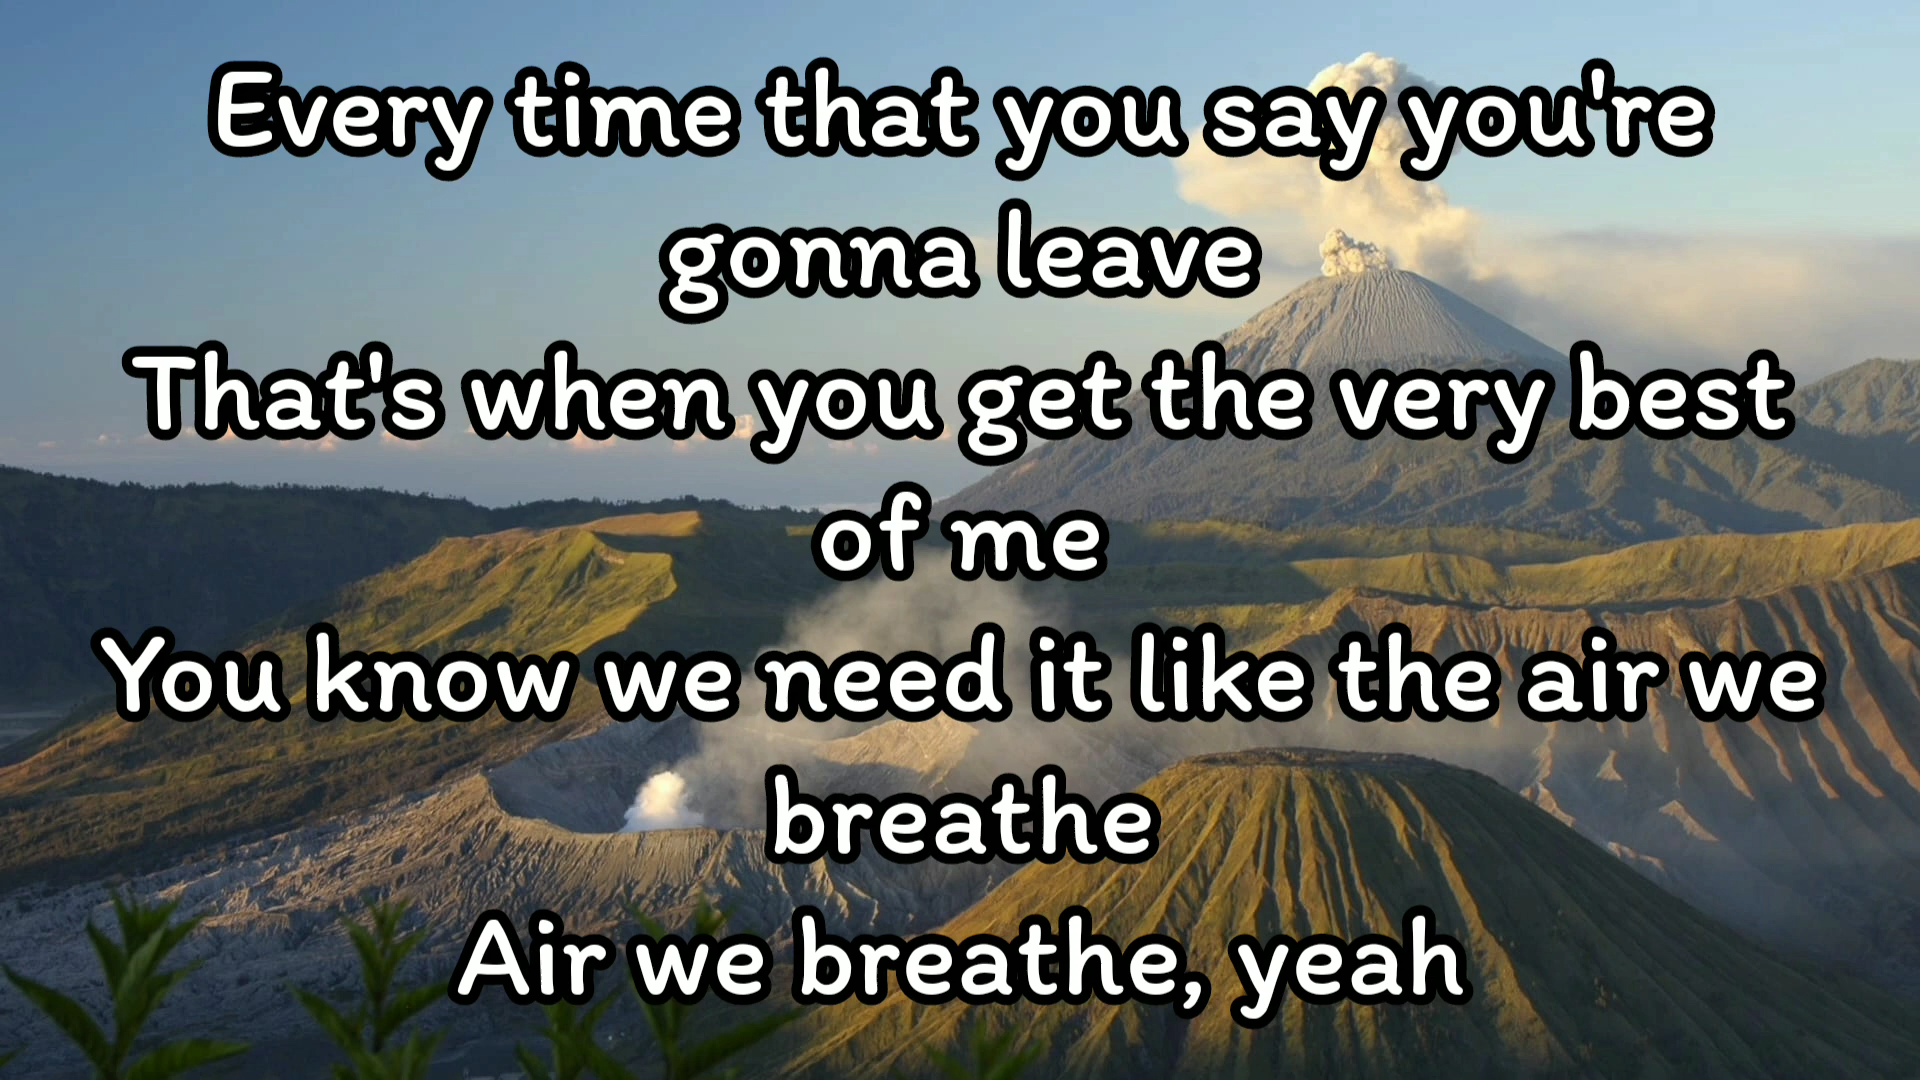 Every time that you say you're
gonna leave
That's when you get the very best
of me
You know we need it like the air we
breathe
Air we breathe, yeah